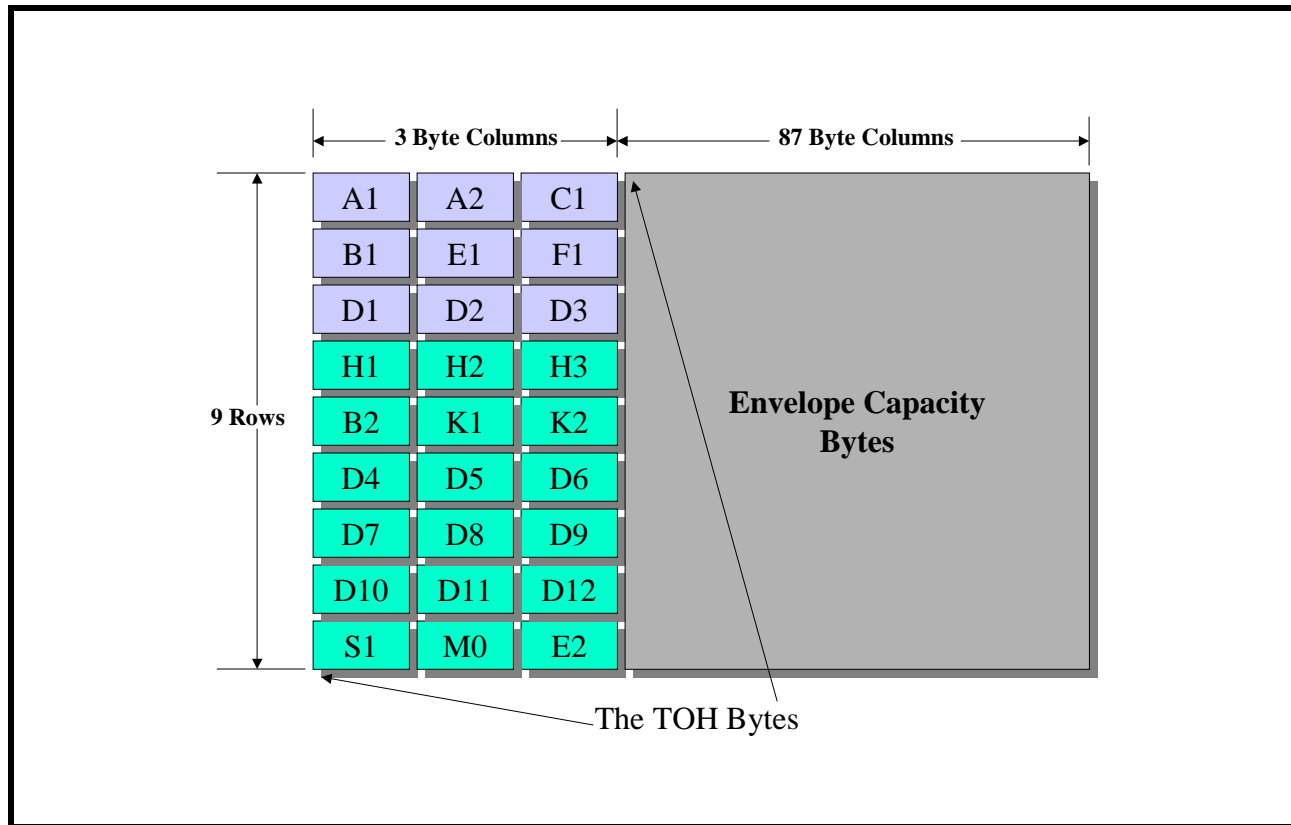 3 Byte Columns 87 Byte Columns
A1 A2 C1
B1 E1 F1
D1 D2 D3
H1 H2 H3
9 Rows
B2 K1 K2
Envelope Capacity
Bytes
D4 D5 D6
D7 D8 D9
D10 D11 D12
S1 M0 E2
The TOH Bytes